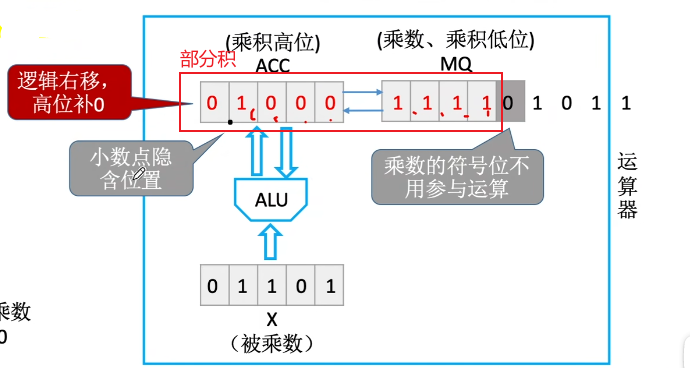 (乘积高位)
(乘数、乘积低位)
部分积
ACC
MQ
逻辑右移，
高位补0
0 1 0 0 0
1 1 1 1 0 1 0 1 1
小数点隐
含位置
乘数的符号位不
用参与运算
运算器
ALU
0 1 1 0 1
X
（被乘数）
乘数
0